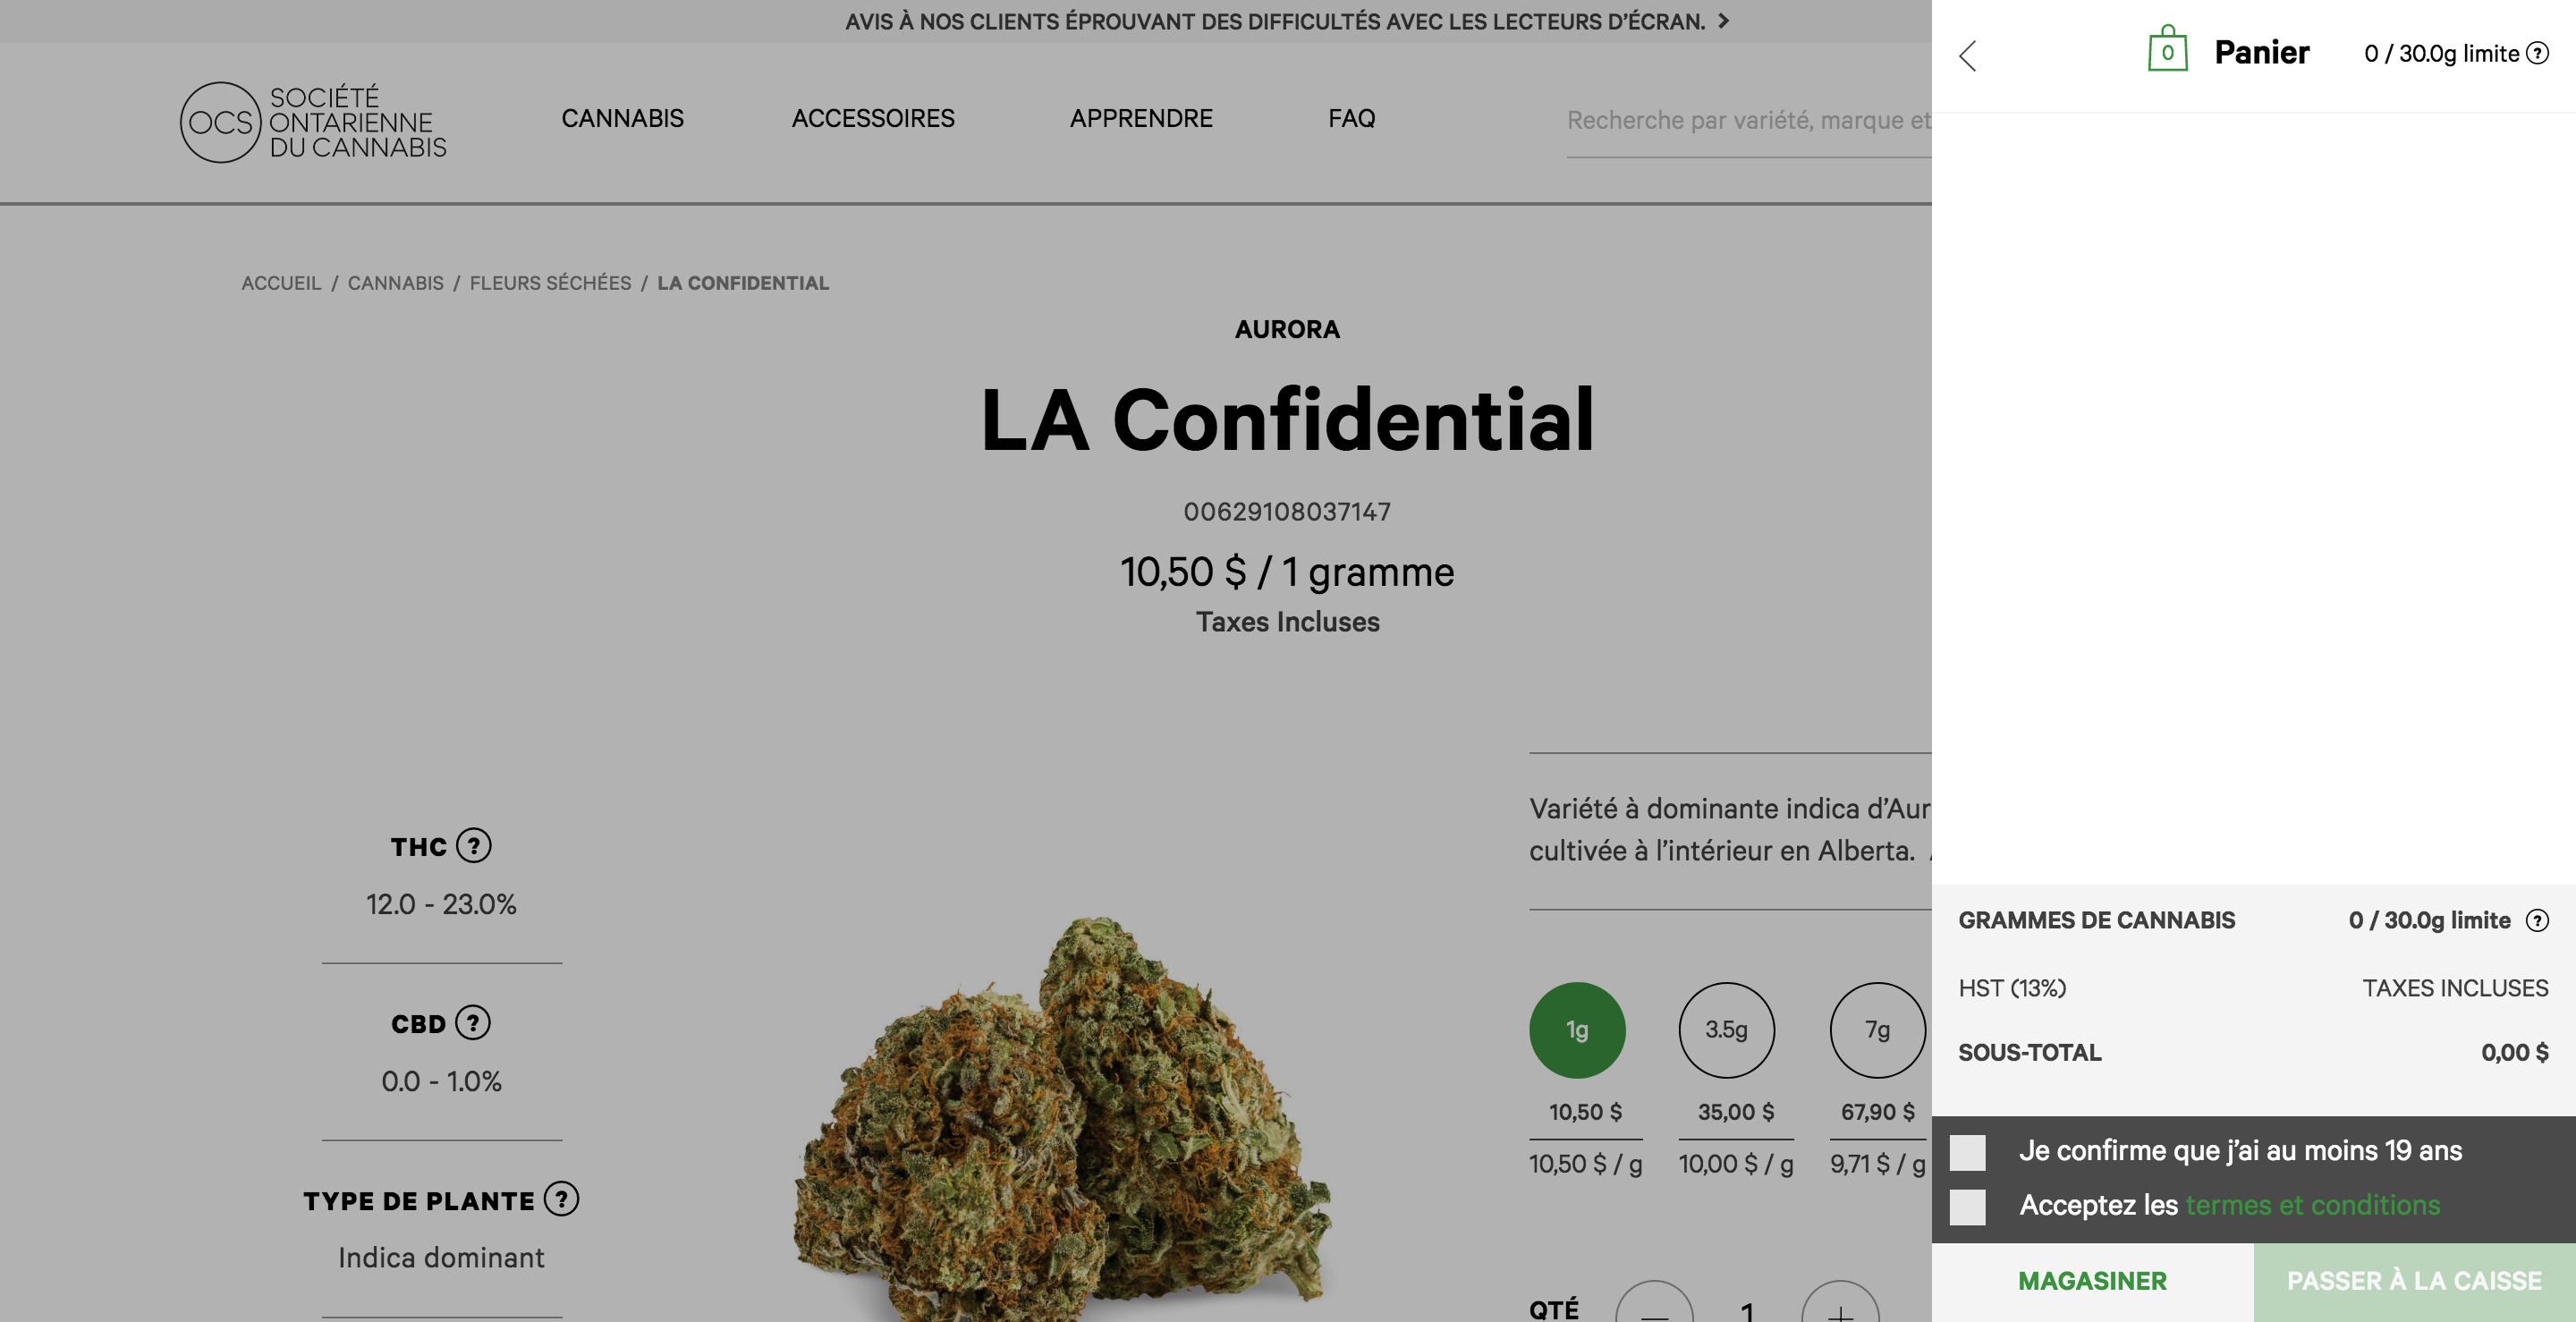 AVIS À NOS CLIENTS ÉPROUVANT DES DIFFICULTÉS AVEC LES LECTEURS D’ÉCRAN.
OCS
SOCIÉTÉ
ONTARIENNE
DU CANNABIS
CANNABIS
ACCESSOIRES
APPRENDRE
FAQ
Recherche par variété, marque et
ACCUEIL / CANNABIS / FLEURS SÉCHÉES / LA CONFIDENTIAL
AURORA
LA Confidential
00629108037147
10,50 $ / 1 gramme
Taxes Incluses
THC ?
12.0 - 23.0%
CBD ?
0.0 - 1.0%
TYPE DE PLANTE ?
Indica dominant
Variété à dominante indica d’Aur
cultivée à l’intérieur en Alberta.
1g
3.5g
7g
10,50 $
35,00 $
67,90 $
10,50 $ / g
10,00 $ / g
9,71 $ / g
QTÉ
1
0
Panier
0 / 30.0g limite ?
GRAMMES DE CANNABIS
0 / 30.0g limite ?
HST (13%)
TAXES INCLUSES
SOUS-TOTAL
0,00 $
Je confirme que j’ai au moins 19 ans
Acceptez les termes et conditions
MAGASINER
PASSER À LA CAISSE